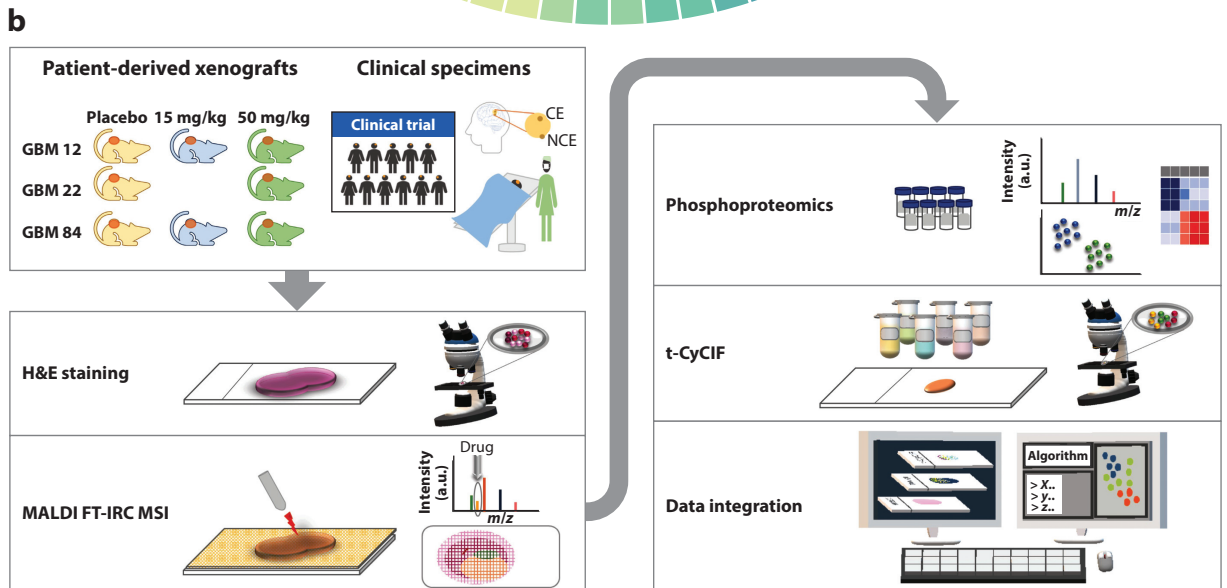 b
Patient-derived xenografts
Clinical specimens
Placebo 15 mg/kg 50 mg/kg
GBM 12
GBM 22
GBM 84
Clinical trial
CE
NCE
H&E staining
MALDI FT-IRC MSI
Drug
Intensity
(a.u.)
m/z
Phosphoproteomics
Intensity
(a.u.)
m/z
t-CyCIF
Data integration
Algorithm
> X..
> y..
> z..